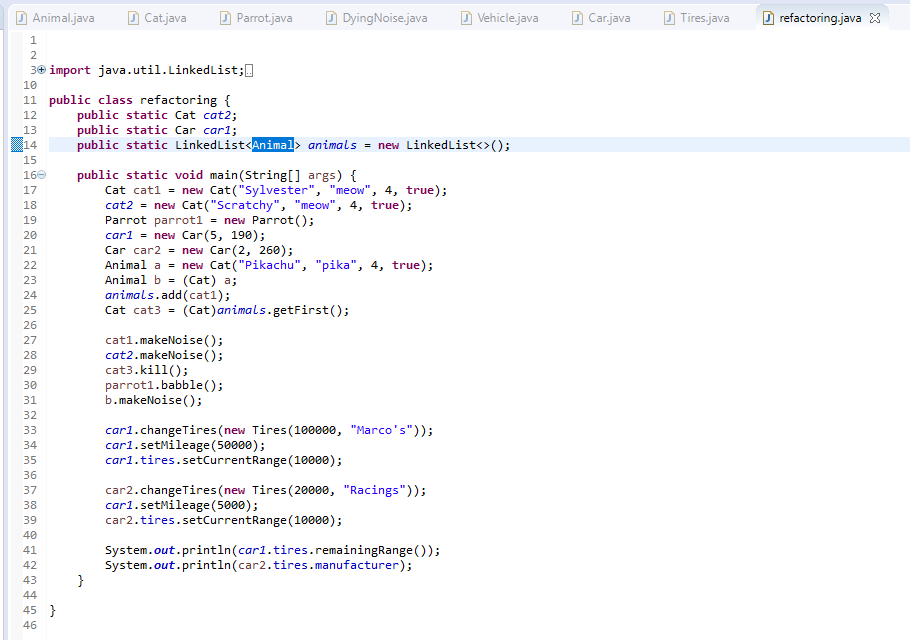 Animal.java Cat.java Parrot.java DyingNoise.java Vehicle.java Car.java Tires.java refactoring.java
1
2
3 import java.util.LinkedList;
10
11 public class refactoring {
12     public static Cat cat2;
13     public static Car car1;
14     public static LinkedList<Animal> animals = new LinkedList<>();
15
16     public static void main(String[] args) {
17         Cat cat1 = new Cat("Sylvester", "meow", 4, true);
18         cat2 = new Cat("Scratchy", "meow", 4, true);
19         Parrot parrot1 = new Parrot();
20         car1 = new Car(5, 190);
21         Car car2 = new Car(2, 260);
22         Animal a = new Cat("Pikachu", "pika", 4, true);
23         Animal b = (Cat) a;
24         animals.add(cat1);
25         Cat cat3 = (Cat)animals.getFirst();
26
27         cat1.makeNoise();
28         cat2.makeNoise();
29         cat3.kill();
30         parrot1.babble();
31         b.makeNoise();
32
33         car1.changeTires(new Tires(100000, "Marco's"));
34         car1.setMileage(50000);
35         car1.tires.setCurrentRange(10000);
36
37         car2.changeTires(new Tires(20000, "Racings"));
38         car1.setMileage(5000);
39         car2.tires.setCurrentRange(10000);
40
41         System.out.println(car1.tires.remainingRange());
42         System.out.println(car2.tires.manufacturer);
43     }
44
45 }
46